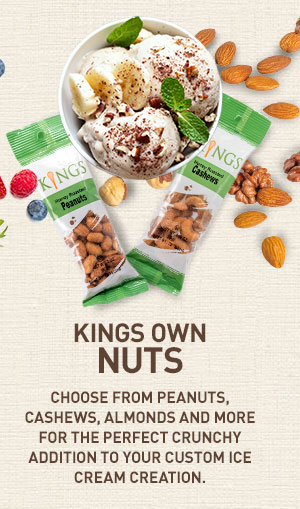 KINGS
Honey Roasted
Peanuts
KINGS
Honey Roasted
Cashews
KINGS OWN
NUTS
CHOOSE FROM PEANUTS,
CASHEWS, ALMONDS AND MORE
FOR THE PERFECT CRUNCHY
ADDITION TO YOUR CUSTOM ICE
CREAM CREATION.